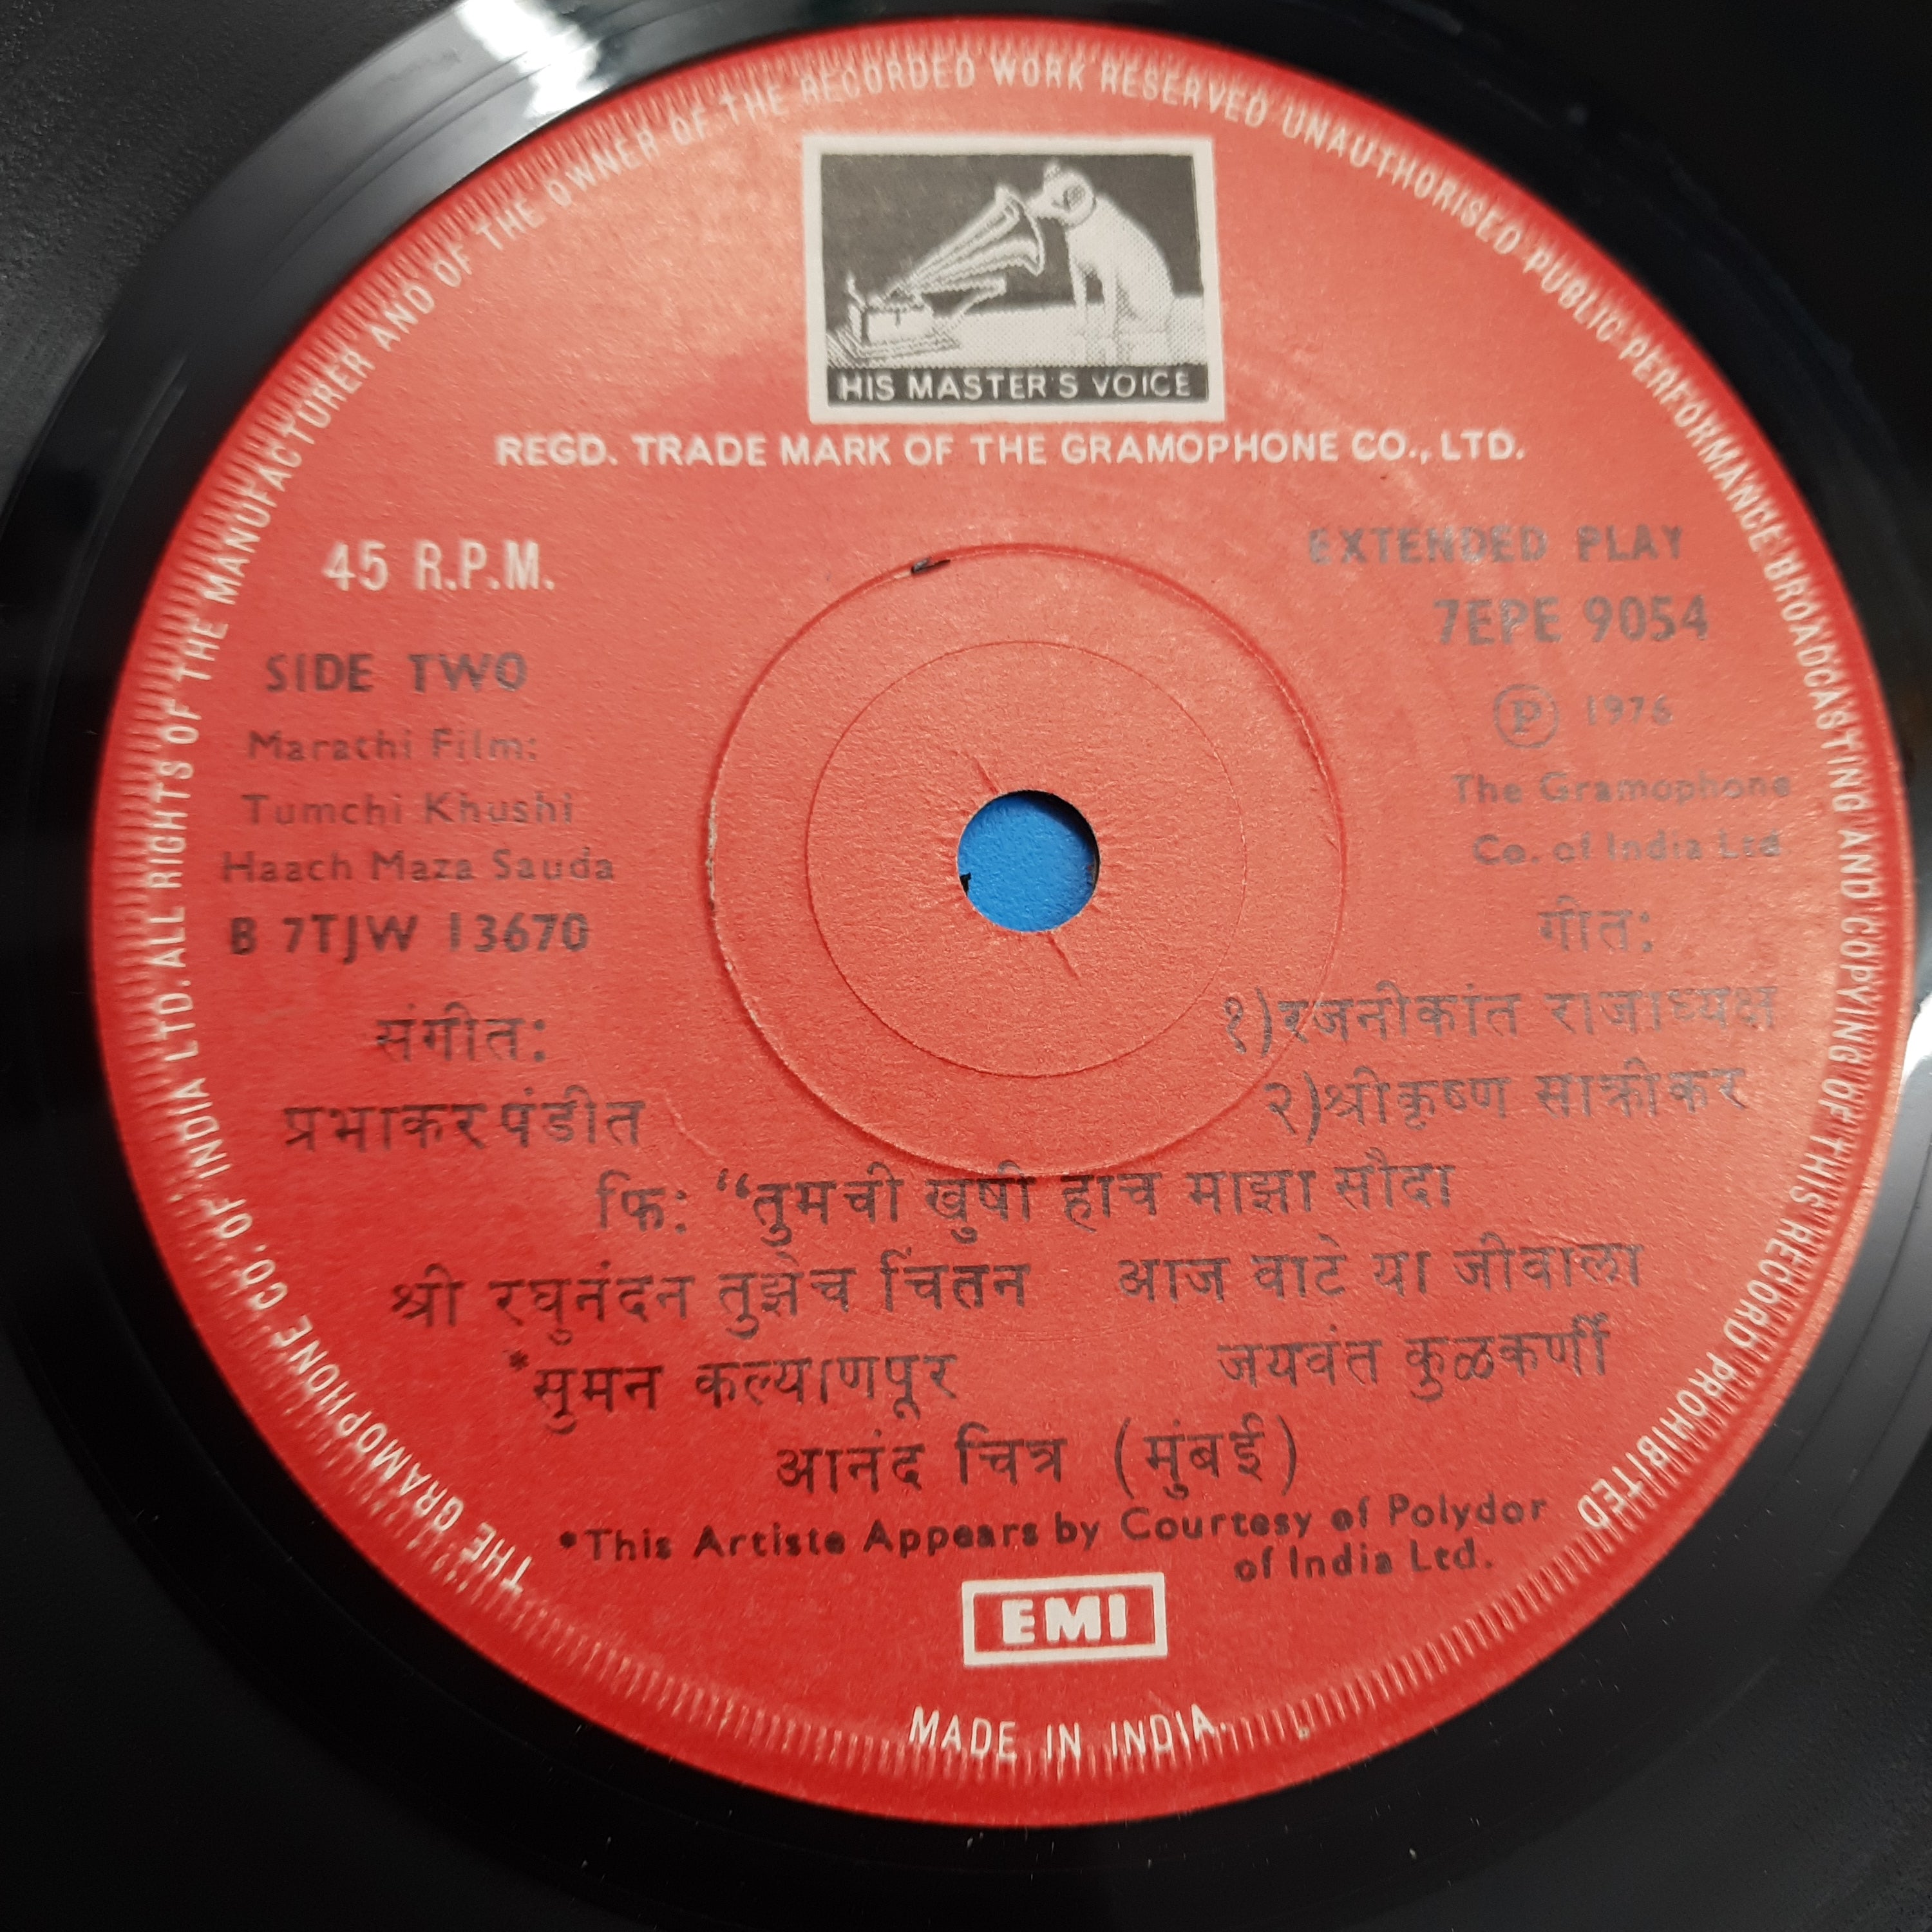 THE GRAMOPHONE CO. OF INDIA LTD. ALL RIGHTS OF THE MANUFACTURER AND OF THE OWNER OF THE RECORDED WORK RESERVED UNAUTHORISED PUBLIC PERFORMANCE BROADCASTING AND COPYING OF THIS RECORD PROHIBITED
HIS MASTER'S VOICE
REGD. TRADE MARK OF THE GRAMOPHONE CO., LTD.
45 R.P.M.
SIDE TWO
Marathi Film:
Tumchi Khushi
Haach Maza Sauda
B 7TJW 13670
EXTENDED PLAY
7EPE 9054
Ⓟ 1976
The Gramophone
Co. of India Ltd
संगीत:
प्रभाकर पंडीत
गीत:
१)रजनीकांत राजाध्यक्ष
२)श्रीकृष्ण साक्रीकर
फि: “तुमची खुषी हाच माझा सौदा
श्री रघुनंदन तुझेच चिंतन आज वाटे या जीवाला
*सुमन कल्याणपूर जयवंत कुळकर्णी
आनंद चित्र (मुंबई)
*This Artiste Appears by Courtesy of Polydor
of India Ltd.
EMI
MADE IN INDIA.